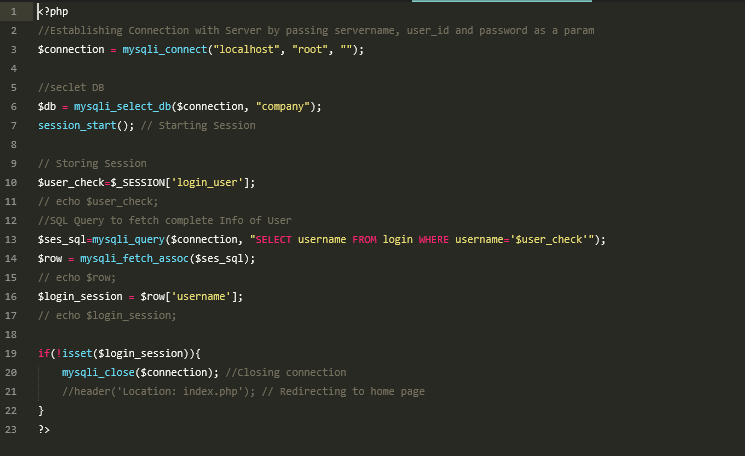 1 <?php
2 //Establishing Connection with Server by passing servername, user_id and password as a param
3 $connection = mysqli_connect("localhost", "root", "");
4
5 //seclet DB
6 $db = mysqli_select_db($connection, "company");
7 session_start(); // Starting Session
8
9 // Storing Session
10 $user_check=$_SESSION['login_user'];
11 // echo $user_check;
12 //SQL Query to fetch complete Info of User
13 $ses_sql=mysqli_query($connection, "SELECT username FROM login WHERE username='$user_check'");
14 $row = mysqli_fetch_assoc($ses_sql);
15 // echo $row;
16 $login_session = $row['username'];
17 // echo $login_session;
18
19 if(!isset($login_session)){
20 mysqli_close($connection); //Closing connection
21 //header('Location: index.php'); // Redirecting to home page
22 }
23 ?>